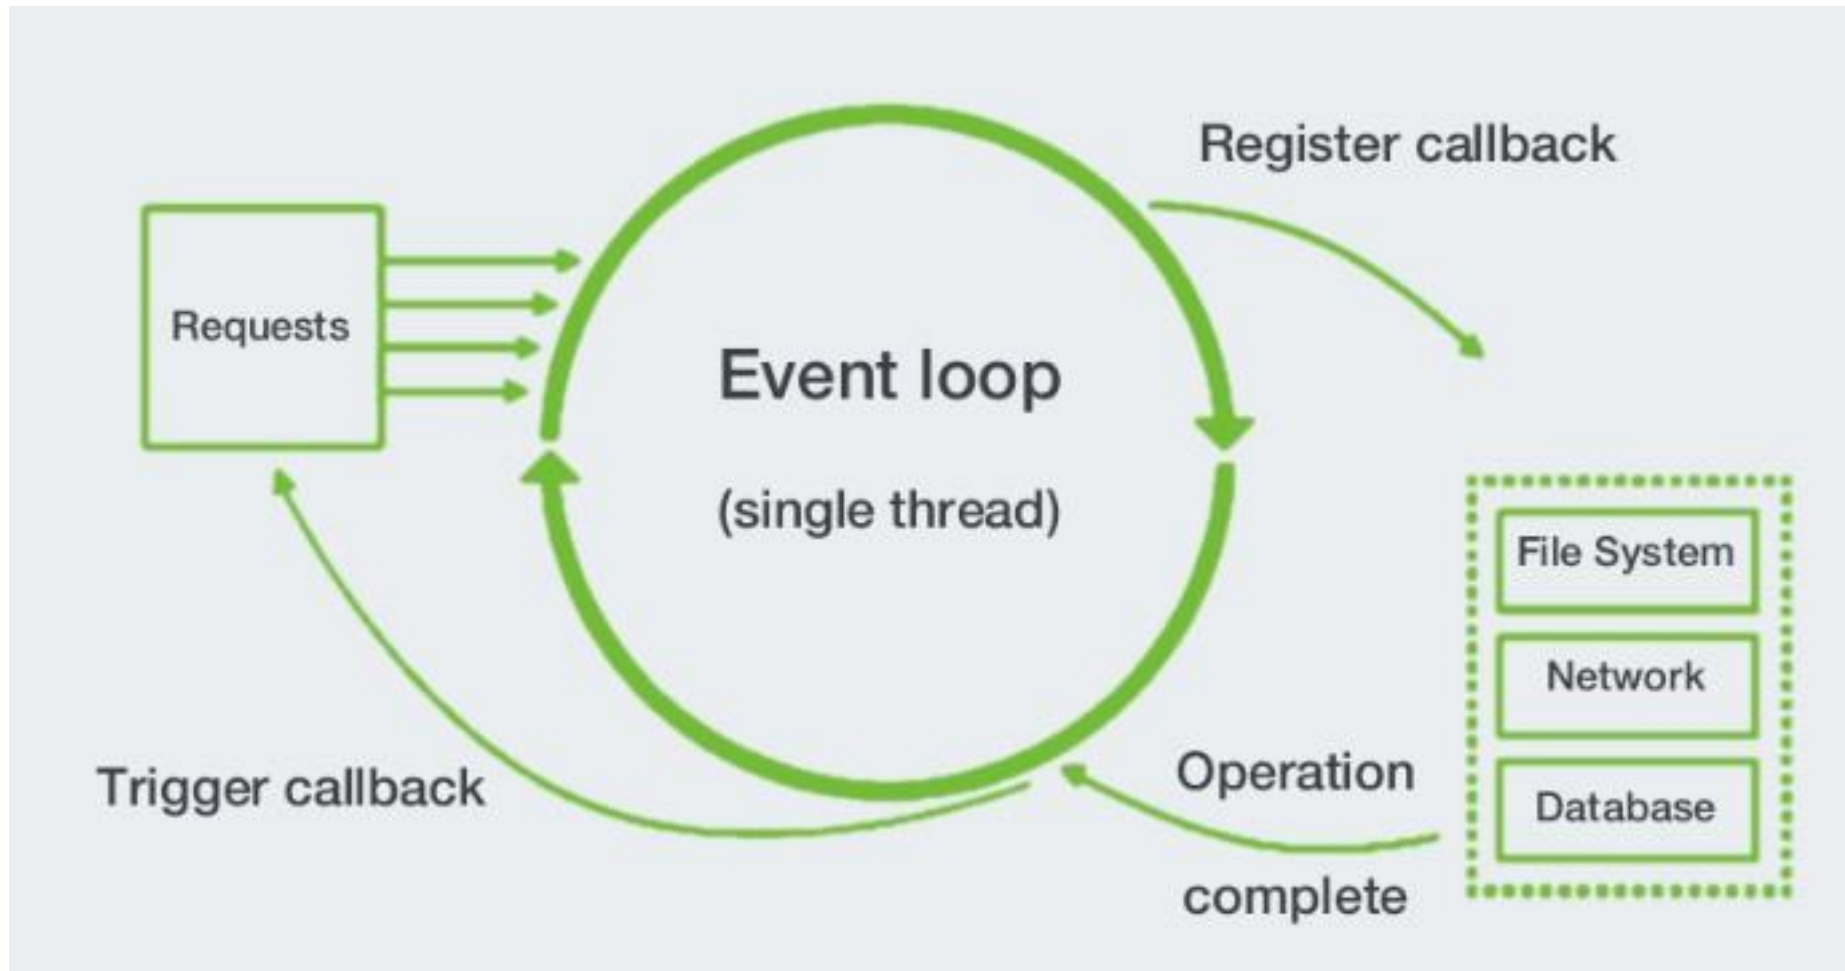 Register callback
Requests
Event loop
(single thread)
File System
Network
Database
Operation
complete
Trigger callback